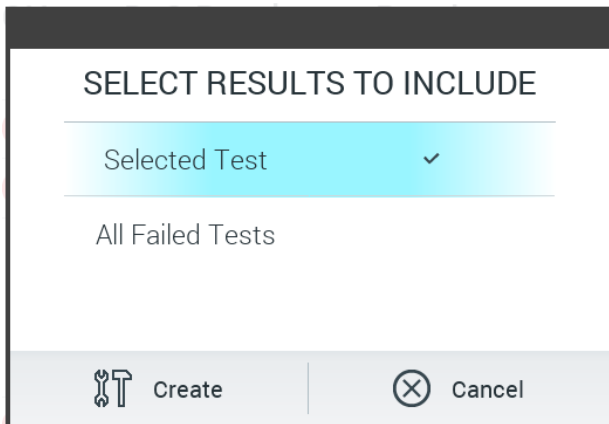 SELECT RESULTS TO INCLUDE
Selected Test
All Failed Tests
Create Cancel